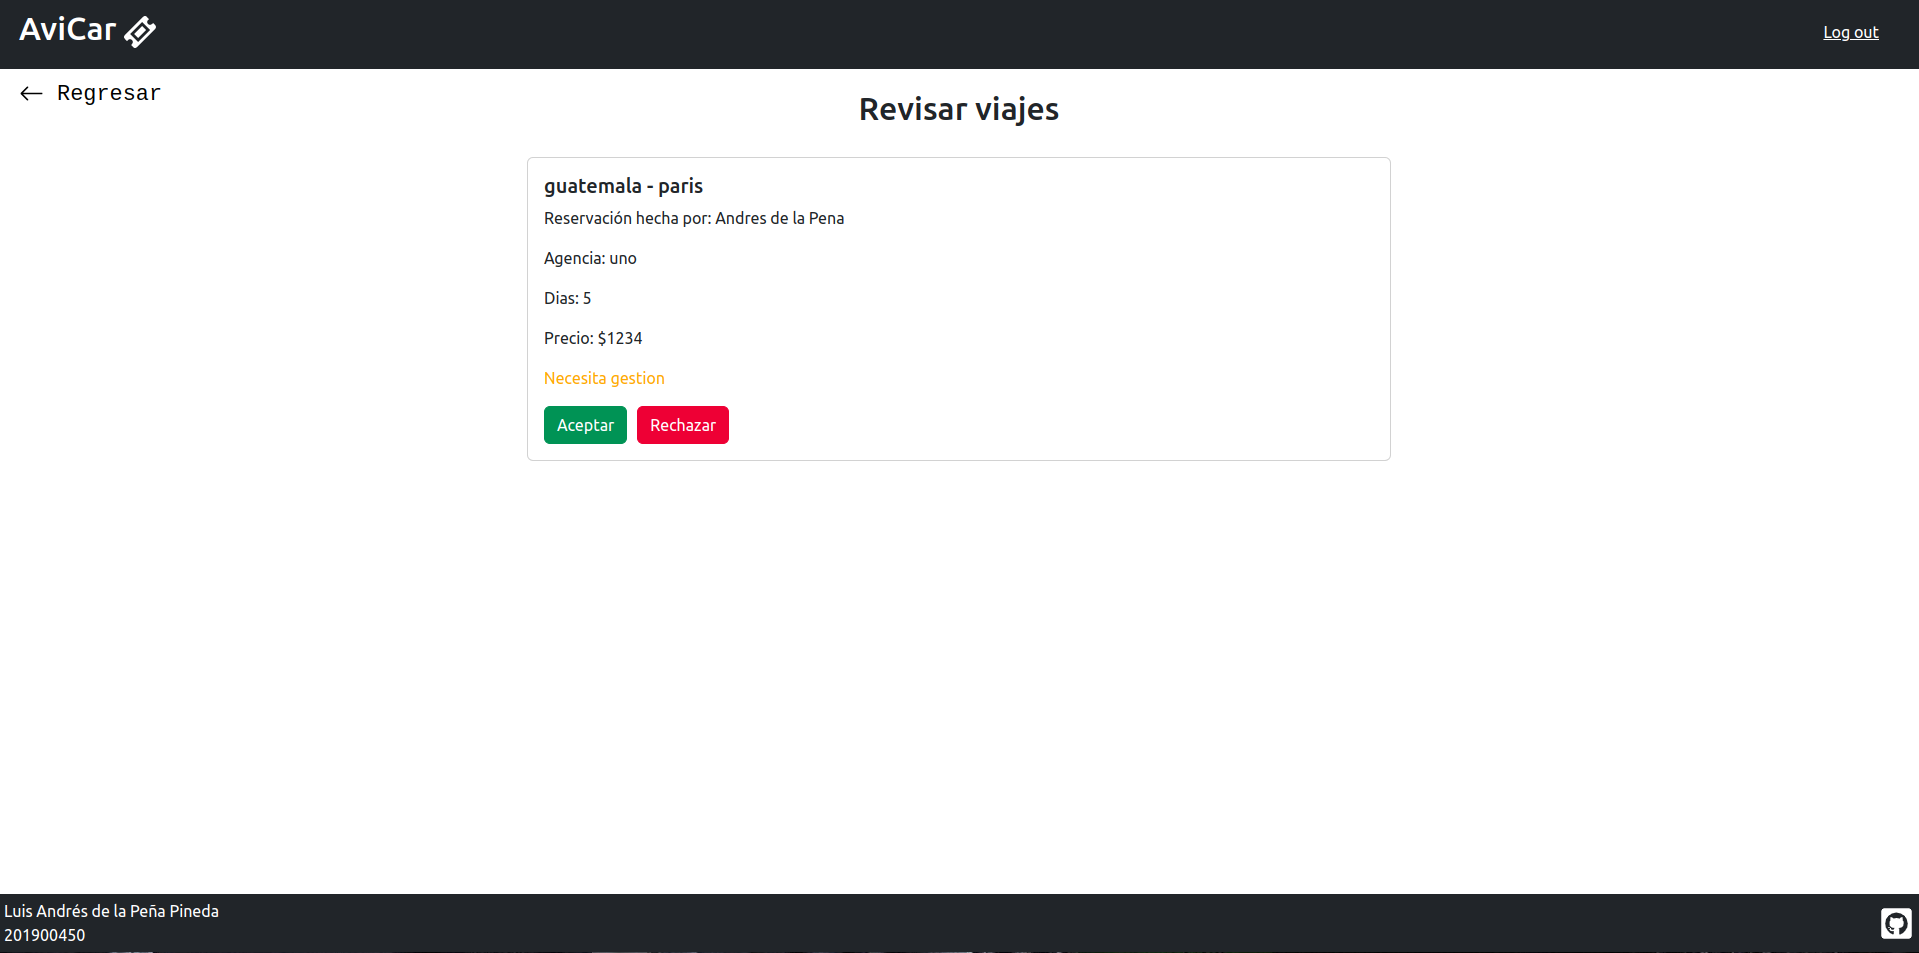 AviCar
Log out
Regresar
Revisar viajes
guatemala - paris
Reservación hecha por: Andres de la Pena
Agencia: uno
Dias: 5
Precio: $1234
Necesita gestion
Aceptar Rechazar
Luis Andrés de la Peña Pineda
201900450